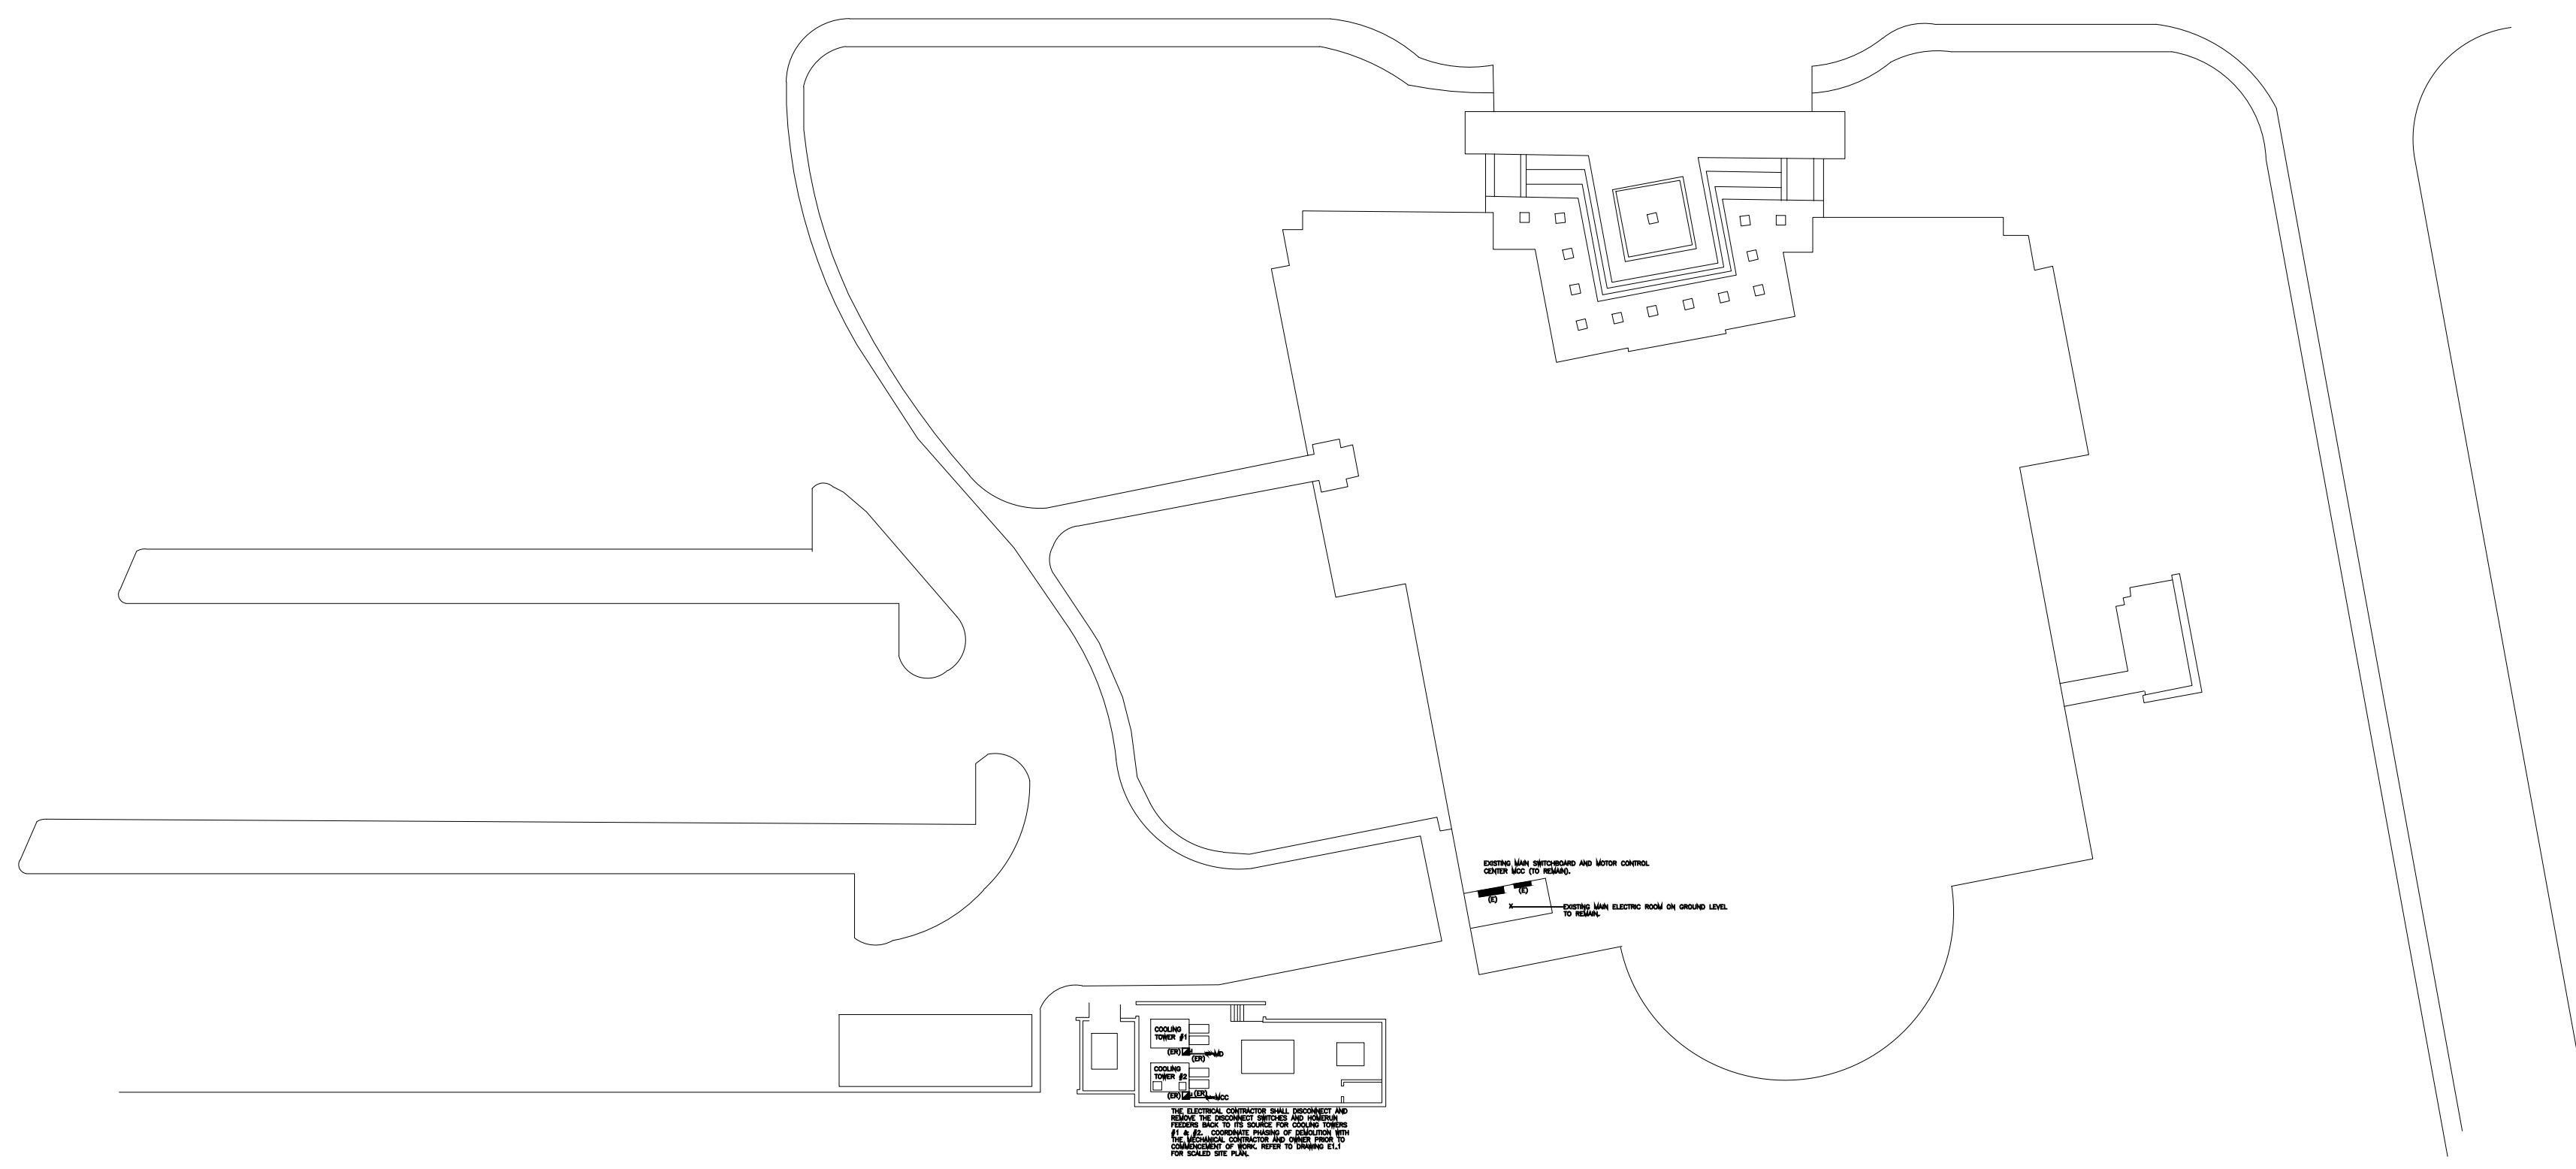 EXISTING MAIN SWITCHBOARD AND MOTOR CONTROL
CENTER MCC (TO REMAIN).
(E)
(E)
X
EXISTING MAIN ELECTRIC ROOM ON GROUND LEVEL
TO REMAIN.
COOLING
TOWER #1
(ER)
MD
(ER)
COOLING
TOWER #2
(ER)
(ER)
MCC
THE ELECTRICAL CONTRACTOR SHALL DISCONNECT AND
REMOVE THE DISCONNECT SWITCHES AND HOMERUN
FEEDERS BACK TO ITS SOURCE FOR COOLING TOWERS
#1 & #2. COORDINATE PHASING OF DEMOLITION WITH
THE MECHANICAL CONTRACTOR AND OWNER PRIOR TO
COMMENCEMENT OF WORK. REFER TO DRAWING E1.1
FOR SCALED SITE PLAN.